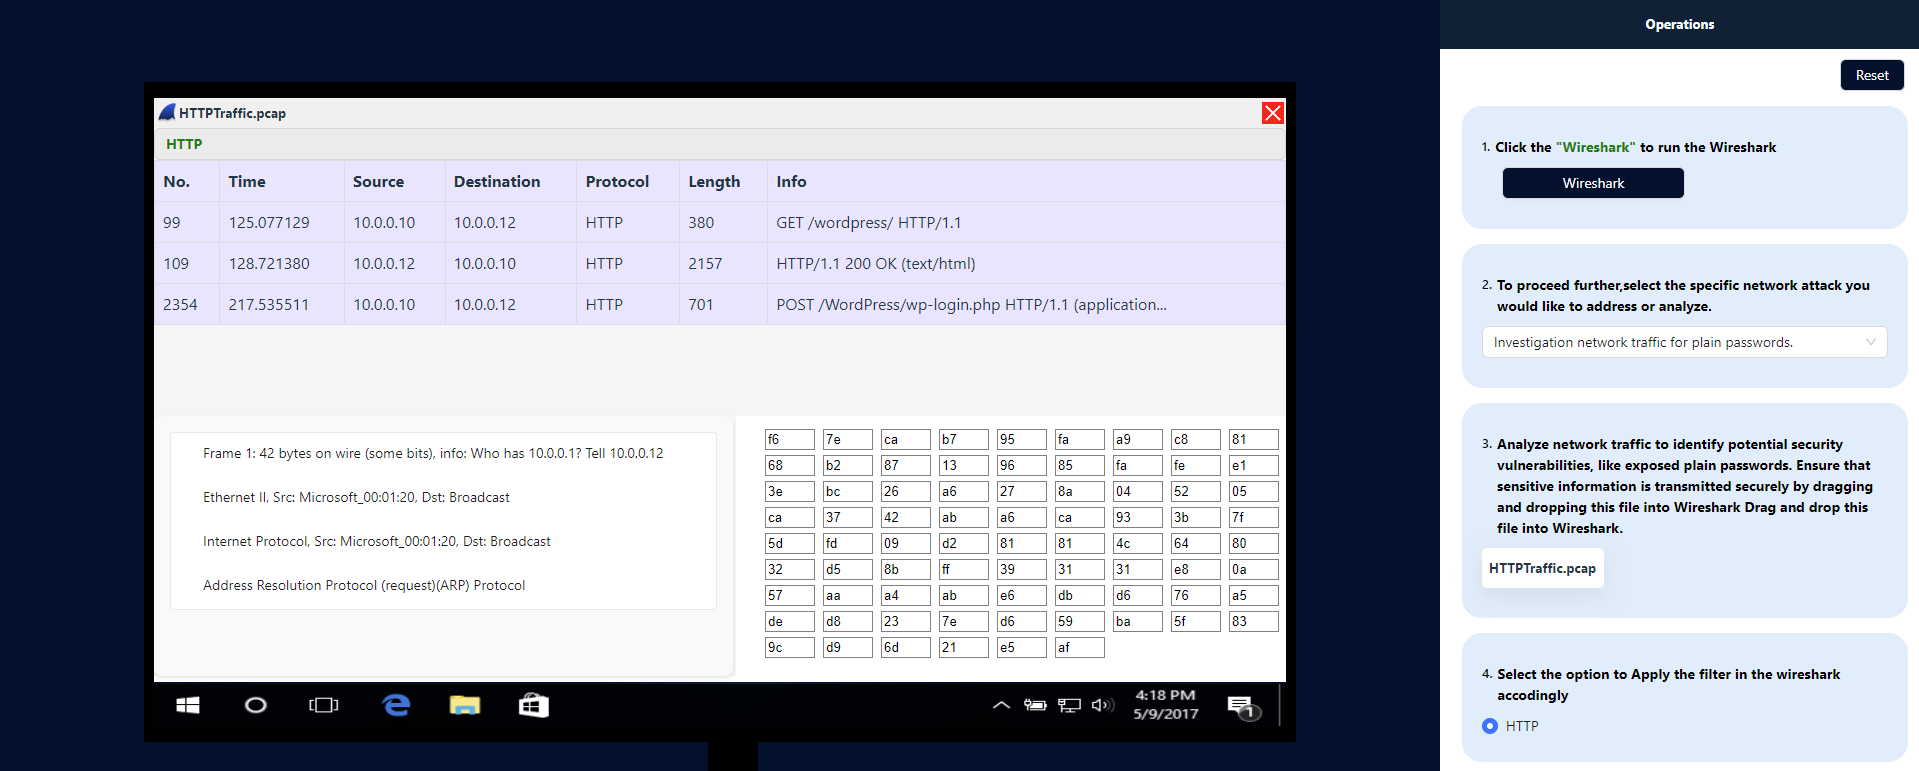 Operations
Reset
HTTPTraffic.pcap
HTTP
No. Time Source Destination Protocol Length Info
99 125.077129 10.0.0.10 10.0.0.12 HTTP 380 GET /wordpress/ HTTP/1.1
109 128.721380 10.0.0.12 10.0.0.10 HTTP 2157 HTTP/1.1 200 OK (text/html)
2354 217.535511 10.0.0.10 10.0.0.12 HTTP 701 POST /WordPress/wp-login.php HTTP/1.1 (application...
Frame 1: 42 bytes on wire (some bits), info: Who has 10.0.0.1? Tell 10.0.0.12
Ethernet II, Src: Microsoft_00:01:20, Dst: Broadcast
Internet Protocol, Src: Microsoft_00:01:20, Dst: Broadcast
Address Resolution Protocol (request)(ARP) Protocol
f6 7e ca b7 95 fa a9 c8 81
68 b2 87 13 96 85 fa fe e1
3e bc 26 a6 27 8a 04 52 05
ca 37 42 ab a6 ca 93 3b 7f
5d fd 09 d2 81 81 4c 64 80
32 d5 8b ff 39 31 31 e8 0a
57 aa a4 ab e6 db d6 76 a5
de d8 23 7e d6 59 ba 5f 83
9c d9 6d 21 e5 af
4:18 PM
5/9/2017
1
1. Click the "Wireshark" to run the Wireshark
Wireshark
2. To proceed further,select the specific network attack you
would like to address or analyze.
Investigation network traffic for plain passwords.
3. Analyze network traffic to identify potential security
vulnerabilities, like exposed plain passwords. Ensure that
sensitive information is transmitted securely by dragging
and dropping this file into Wireshark Drag and drop this
file into Wireshark.
HTTPTraffic.pcap
4. Select the option to Apply the filter in the wireshark
accodingly
HTTP